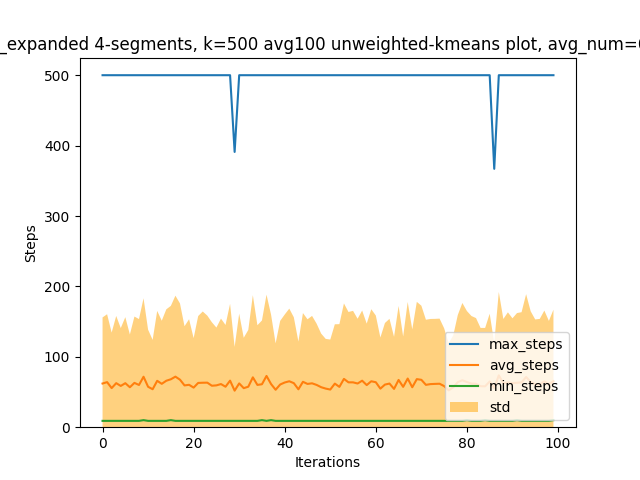 _expanded 4-segments, k=500 avg100 unweighted-kmeans plot, avg_num=
500
400
300
200
100
0
Steps
0 20 40 60 80 100
Iterations
max_steps
avg_steps
min_steps
std